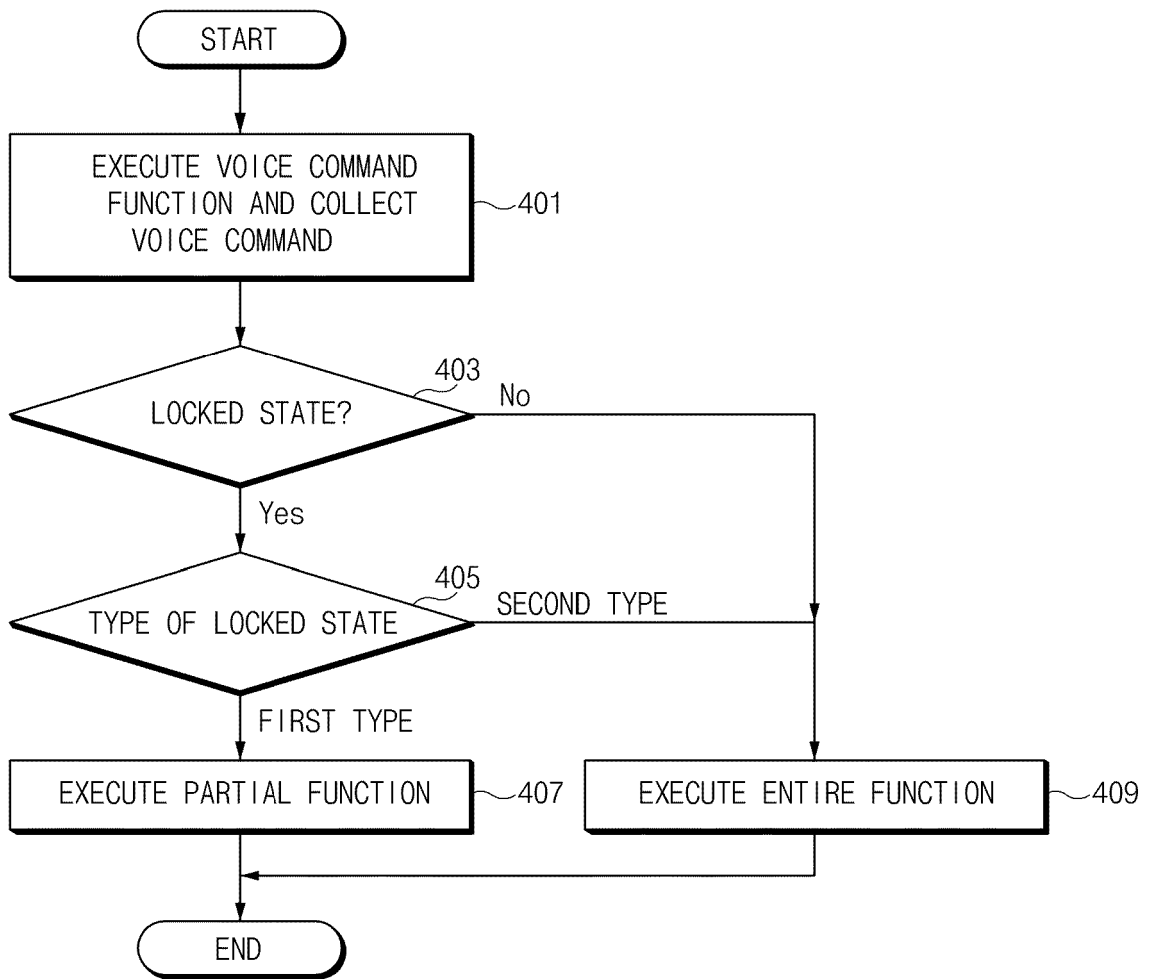 START
EXECUTE VOICE COMMAND
FUNCTION AND COLLECT
VOICE COMMAND
401
403
LOCKED STATE?
No
Yes
405
TYPE OF LOCKED STATE
SECOND TYPE
FIRST TYPE
EXECUTE PARTIAL FUNCTION
407
EXECUTE ENTIRE FUNCTION
409
END